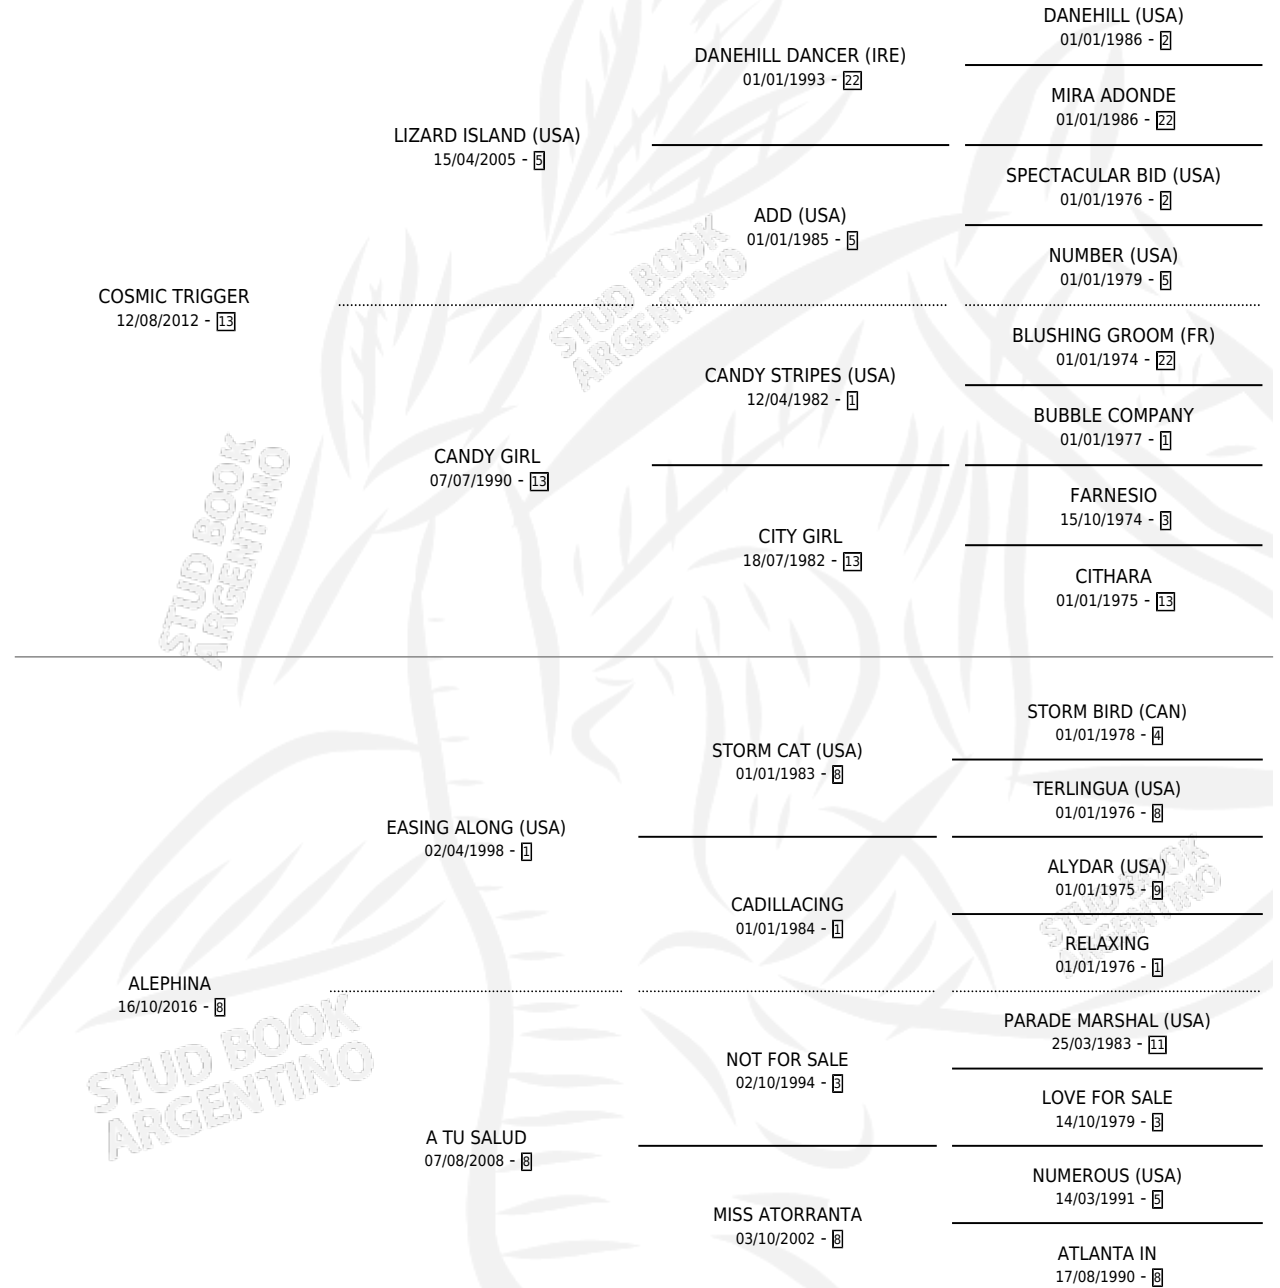 DANEHILL (USA)
01/01/1986 - 2
DANEHILL DANCER (IRE)
01/01/1993 - 22
MIRA ADONDE
01/01/1986 - 22
LIZARD ISLAND (USA)
15/04/2005 - 5
SPECTACULAR BID (USA)
01/01/1976 - 2
ADD (USA)
01/01/1985 - 5
NUMBER (USA)
01/01/1979 - 5
COSMIC TRIGGER
12/08/2012 - 13
STUD BOOK
ARGENTINO
BLUSHING GROOM (FR)
01/01/1974 - 22
CANDY STRIPES (USA)
12/04/1982 - 1
BUBBLE COMPANY
01/01/1977 - 1
CANDY GIRL
07/07/1990 - 13
FARNESIO
15/10/1974 - 3
CITY GIRL
18/07/1982 - 13
CITHARA
01/01/1975 - 13
STUD BOOK
ARGENTINO
STORM BIRD (CAN)
01/01/1978 - 4
STORM CAT (USA)
01/01/1983 - 8
TERLINGUA (USA)
01/01/1976 - 8
EASING ALONG (USA)
02/04/1998 - 1
ALYDAR (USA)
01/01/1975 - 9
CADILLACING
01/01/1984 - 1
STUD BOOK
ARGENTINO
RELAXING
01/01/1976 - 1
ALEPHINA
16/10/2016 - 8
PARADE MARSHAL (USA)
25/03/1983 - 11
NOT FOR SALE
02/10/1994 - 3
LOVE FOR SALE
14/10/1979 - 3
STUD BOOK
ARGENTINO
A TU SALUD
07/08/2008 - 8
NUMEROUS (USA)
14/03/1991 - 5
MISS ATORRANTA
03/10/2002 - 8
ATLANTA IN
17/08/1990 - 8